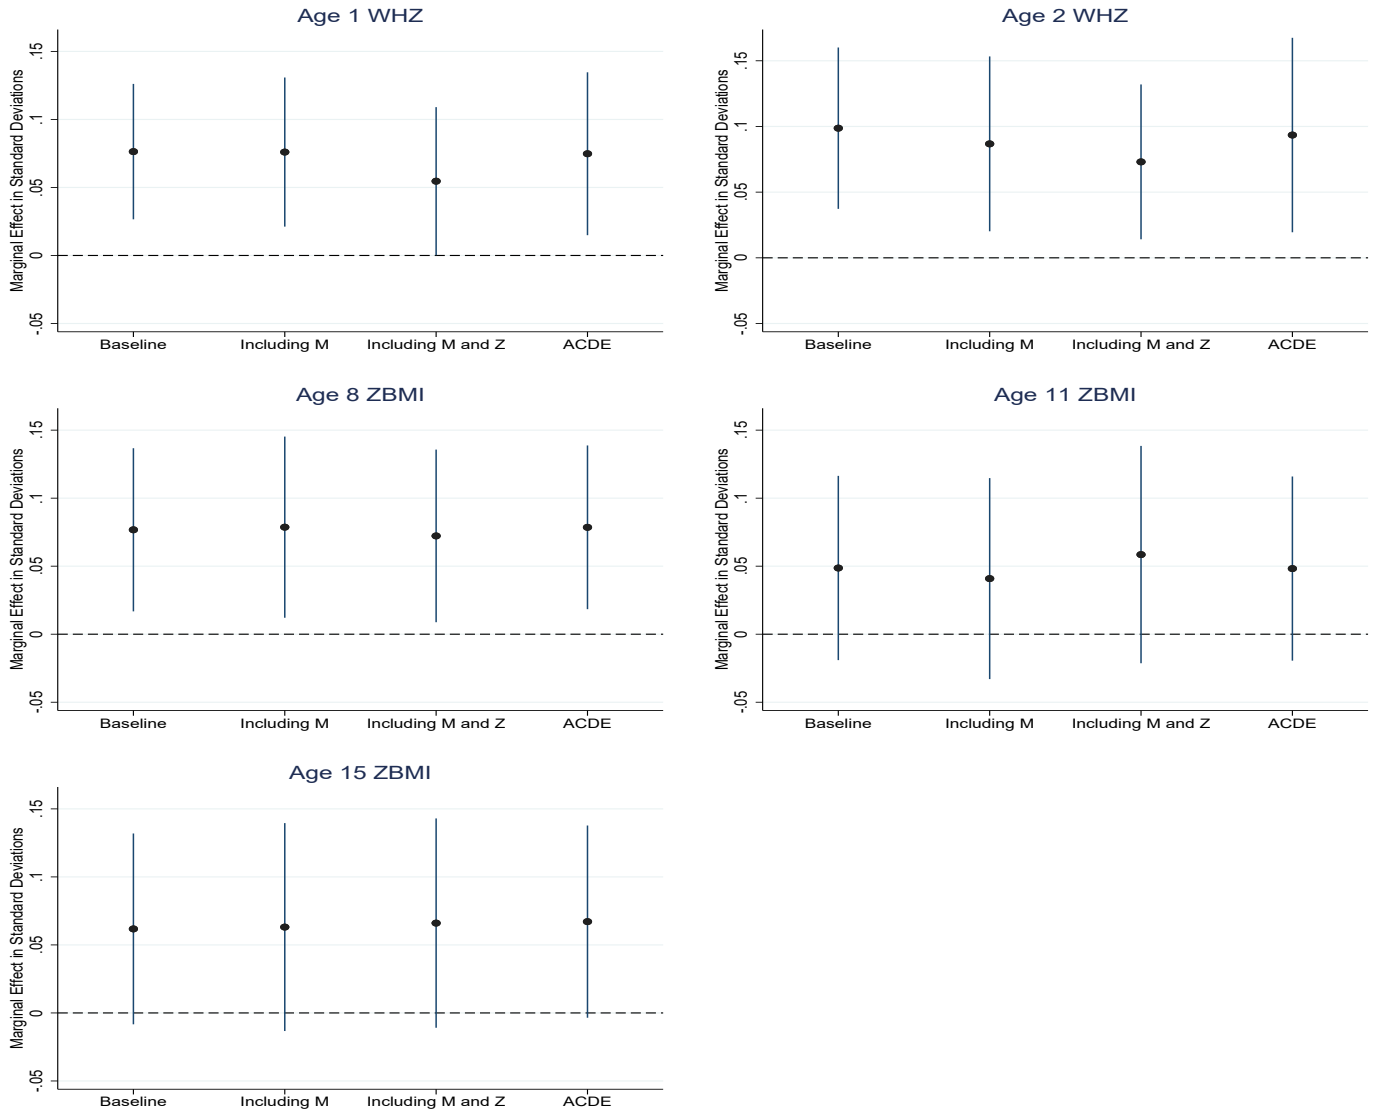 Age 1 WHZ
Marginal Effect in Standard Deviations
.15
.1
.05
0
-.05
Baseline Including M Including M and Z ACDE
Age 2 WHZ
Marginal Effect in Standard Deviations
.15
.1
.05
0
-.05
Baseline Including M Including M and Z ACDE
Age 8 ZBMI
Marginal Effect in Standard Deviations
.15
.1
.05
0
-.05
Baseline Including M Including M and Z ACDE
Age 11 ZBMI
Marginal Effect in Standard Deviations
.15
.1
.05
0
-.05
Baseline Including M Including M and Z ACDE
Age 15 ZBMI
Marginal Effect in Standard Deviations
.15
.1
.05
0
-.05
Baseline Including M Including M and Z ACDE